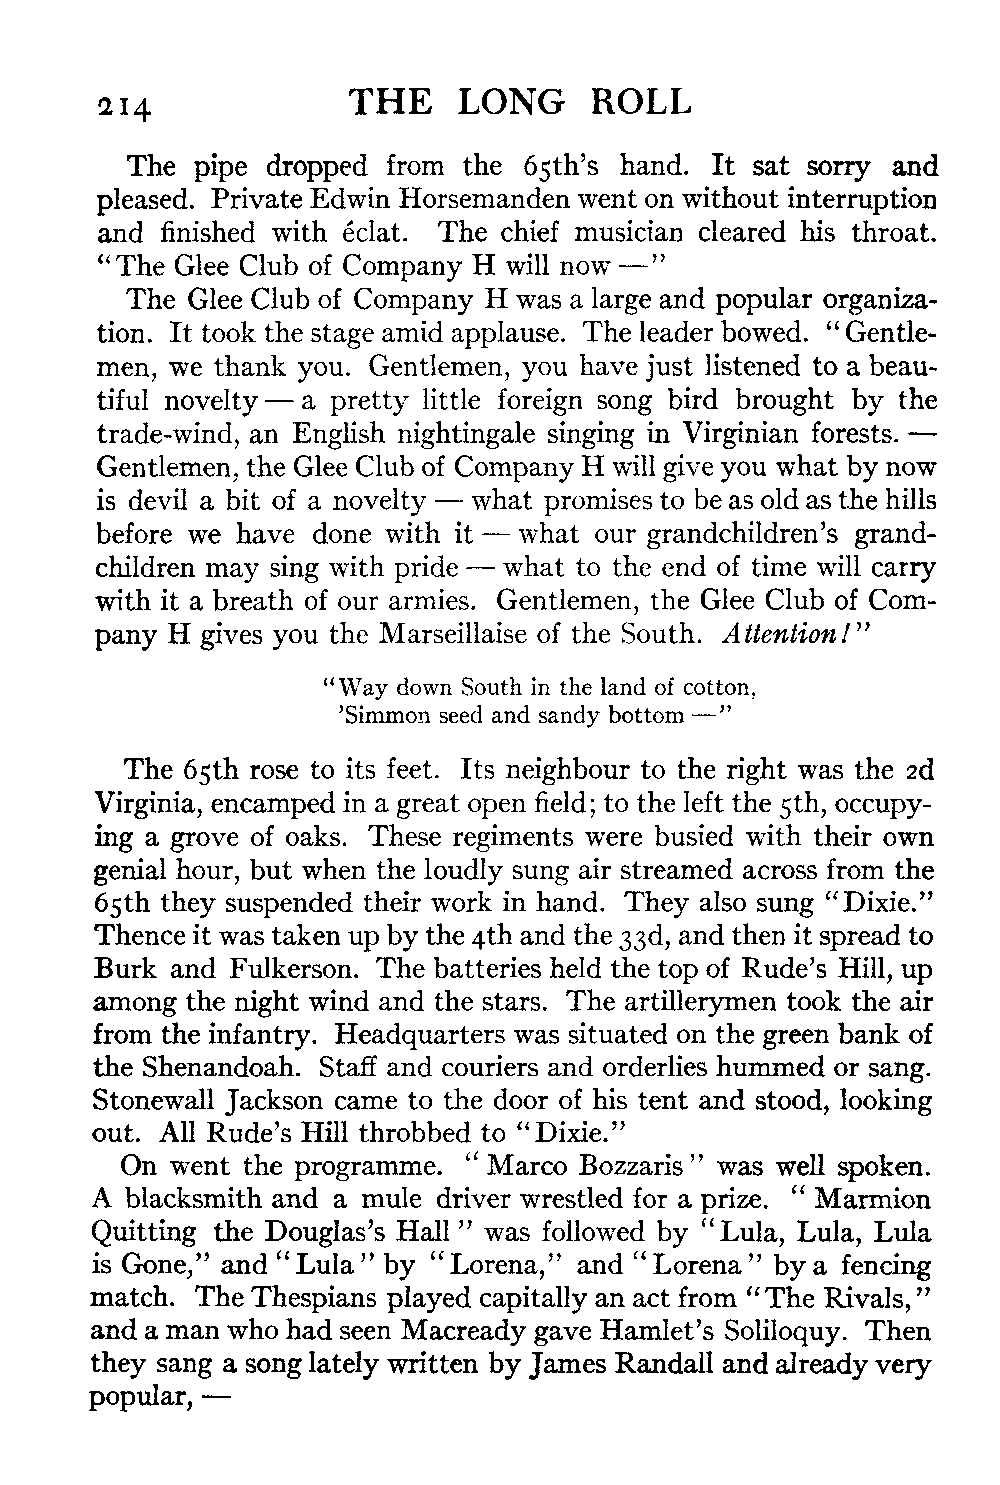 214 THE LONG ROLL
The pipe dropped from the 65th's hand. It sat sorry and
pleased. Private Edwin Horsemanden went on without interruption
and finished with éclat. The chief musician cleared his throat.
"The Glee Club of Company H will now —"
The Glee Club of Company H was a large and popular organiza-
tion. It took the stage amid applause. The leader bowed. "Gentle-
men, we thank you. Gentlemen, you have just listened to a beau-
tiful novelty — a pretty little foreign song bird brought by the
trade-wind, an English nightingale singing in Virginian forests. —
Gentlemen, the Glee Club of Company H will give you what by now
is devil a bit of a novelty — what promises to be as old as the hills
before we have done with it — what our grandchildren's grand-
children may sing with pride — what to the end of time will carry
with it a breath of our armies. Gentlemen, the Glee Club of Com-
pany H gives you the Marseillaise of the South. Attention!"
"Way down South in the land of cotton,
'Simmon seed and sandy bottom —"
The 65th rose to its feet. Its neighbour to the right was the 2d
Virginia, encamped in a great open field; to the left the 5th, occupy-
ing a grove of oaks. These regiments were busied with their own
genial hour, but when the loudly sung air streamed across from the
65th they suspended their work in hand. They also sung "Dixie."
Thence it was taken up by the 4th and the 33d, and then it spread to
Burk and Fulkerson. The batteries held the top of Rude's Hill, up
among the night wind and the stars. The artillerymen took the air
from the infantry. Headquarters was situated on the green bank of
the Shenandoah. Staff and couriers and orderlies hummed or sang.
Stonewall Jackson came to the door of his tent and stood, looking
out. All Rude's Hill throbbed to "Dixie."
On went the programme. "Marco Bozzaris" was well spoken.
A blacksmith and a mule driver wrestled for a prize. "Marmion
Quitting the Douglas's Hall" was followed by "Lula, Lula, Lula
is Gone," and "Lula" by "Lorena," and "Lorena" by a fencing
match. The Thespians played capitally an act from "The Rivals,"
and a man who had seen Macready gave Hamlet's Soliloquy. Then
they sang a song lately written by James Randall and already very
popular, —